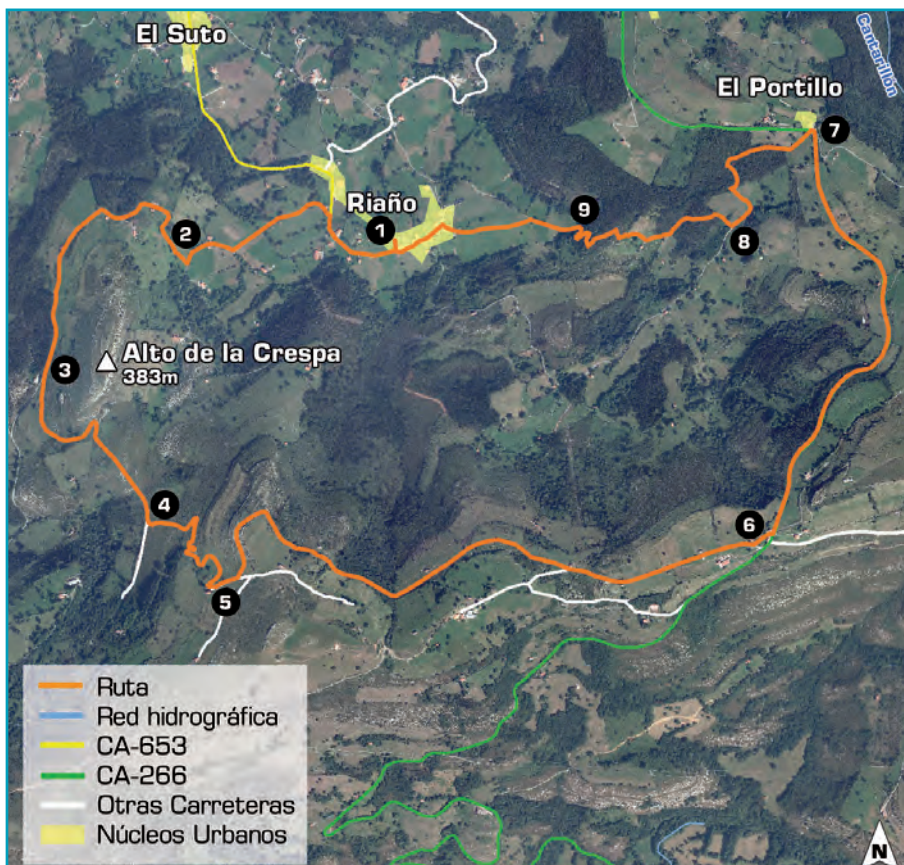 El Suto
Cantarillón
El Portillo
7
Riaño
9
1
2
8
Alto de la Crespa
383m
3
4
6
5
Ruta
Red hidrográfica
CA-653
CA-266
Otras Carreteras
Núcleos Urbanos
N